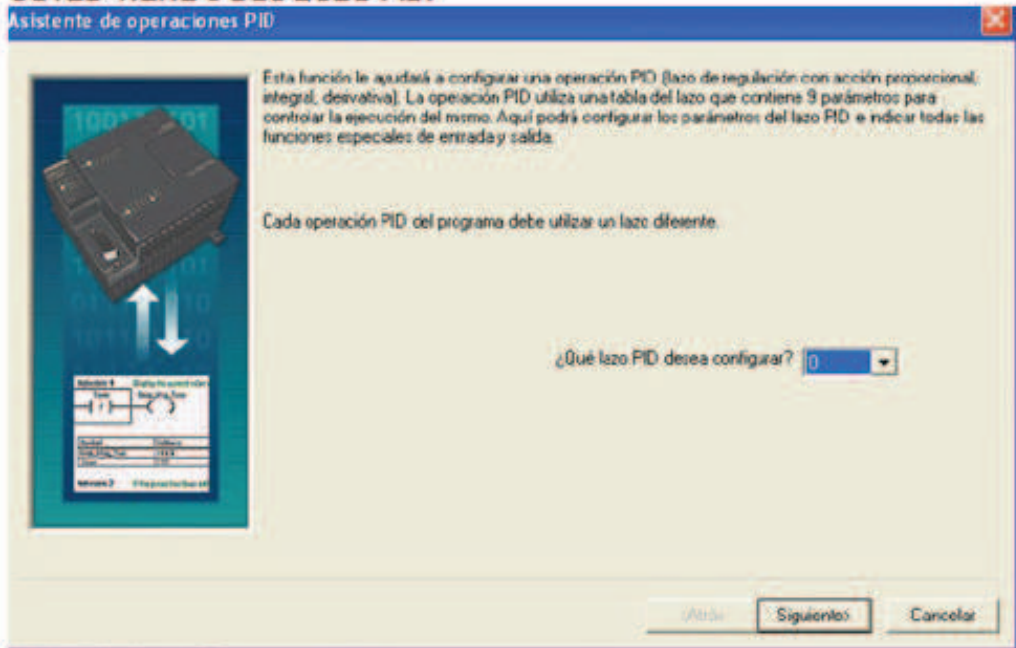 Asistente de operaciones PID
Esta función le ayudará a configurar una operación PID (lazo de regulación con acción proporcional,
integral, derivativa). La operación PID utiliza una tabla del lazo que contiene 9 parámetros para
controlar la ejecución del mismo. Aquí podrá configurar los parámetros del lazo PID e indicar todas las
funciones especiales de entrada y salida.
Cada operación PID del programa debe utilizar un lazo diferente.
¿Qué lazo PID desea configurar? 0
<Atrás Siguiente> Cancelar